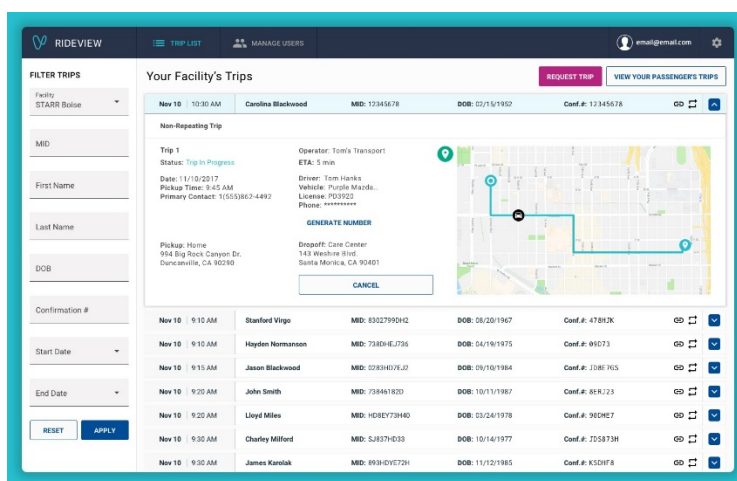 RIDEVIEW
TRIP LIST
MANAGE USERS
email@email.com
FILTER TRIPS
Facility
STARR Boise
MID
First Name
Last Name
DOB
Confirmation #
Start Date
End Date
RESET
APPLY
Your Facility's Trips
REQUEST TRIP
VIEW YOUR PASSENGER'S TRIPS
Nov 10 10:30 AM Carolina Blackwood MID: 12345678 DOB: 02/15/1952 Conf.#: 12345678
Non-Repeating Trip
Trip 1
Status: Trip In Progress
Date: 11/10/2017
Pickup Time: 9:45 AM
Primary Contact: 1(555)862-4492
Operator: Tom's Transport
ETA: 5 min
Driver: Tom Hanks
Vehicle: Purple Mazda...
License: PD3920
Phone: **********
GENERATE NUMBER
Pickup: Home
994 Big Rock Canyon Dr.
Duncanville, CA 90290
Dropoff: Care Center
143 Weshire Blvd.
Santa Monica, CA 90401
CANCEL
Nov 10 9:10 AM Stanford Virgo MID: 8302799DH2 DOB: 08/20/1967 Conf.#: 478HJK
Nov 10 9:10 AM Hayden Normanson MID: 738DHEJ736 DOB: 04/19/1975 Conf.#: 09D73
Nov 10 9:15 AM Jason Blackwood MID: 0283HD7EJ2 DOB: 09/10/1984 Conf.#: JD8E7GS
Nov 10 9:20 AM John Smith MID: 73846182D DOB: 10/11/1987 Conf.#: 8ERJ23
Nov 10 9:20 AM Lloyd Miles MID: HD8EY73H40 DOB: 03/24/1978 Conf.#: 90DHE7
Nov 10 9:30 AM Charley Milford MID: SJ837HD33 DOB: 10/14/1977 Conf.#: JDS873H
Nov 10 9:30 AM James Karolak MID: 893HDVE72H DOB: 11/12/1985 Conf.#: KSDHF8